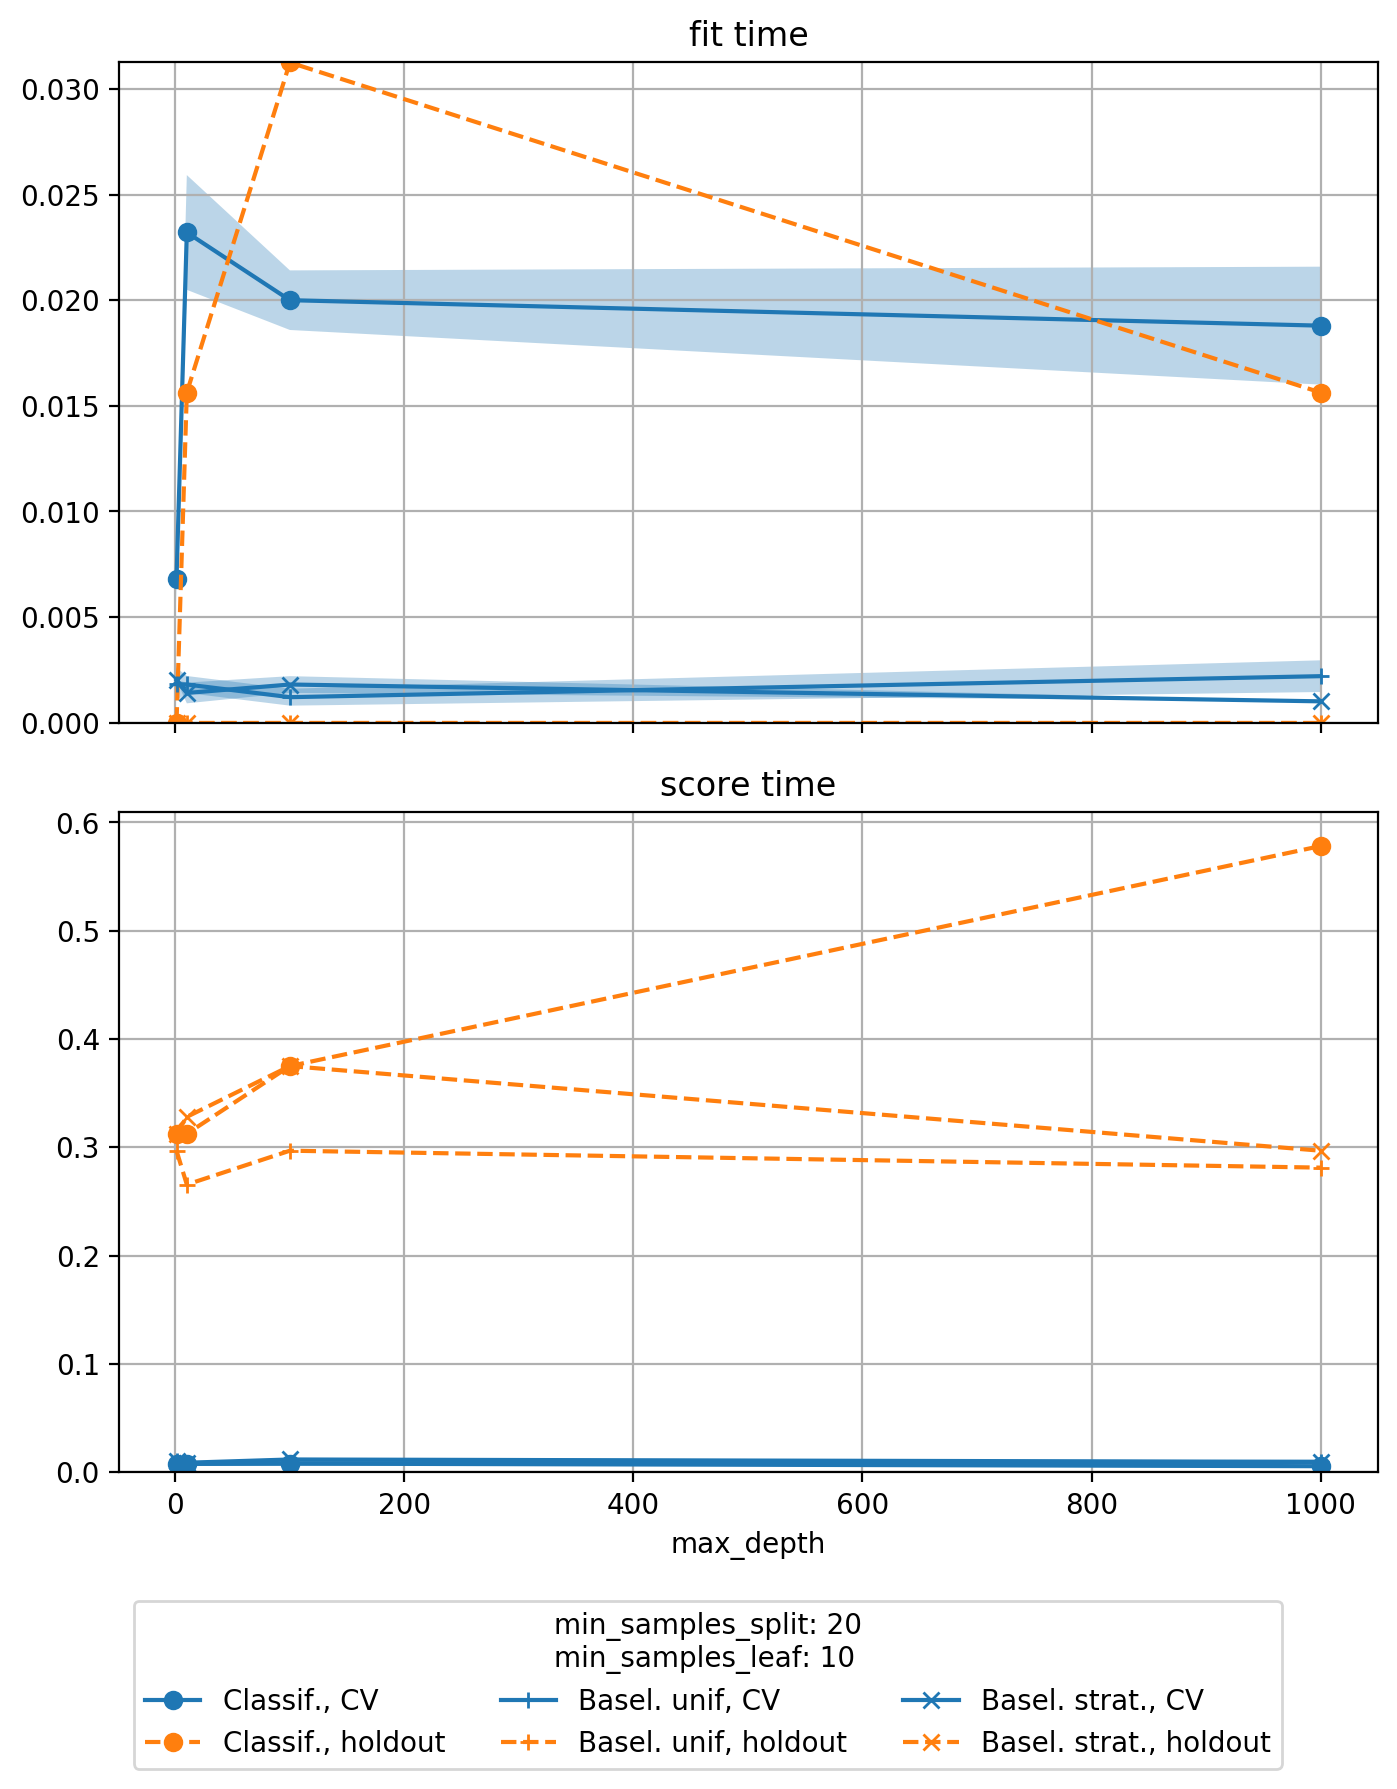 fit time
0.030
0.025
0.020
0.015
0.010
0.005
0.000
score time
0.6
0.5
0.4
0.3
0.2
0.1
0.0
0 200 400 600 800 1000
max_depth
min_samples_split: 20
min_samples_leaf: 10
Classif., CV Basel. unif, CV Basel. strat., CV
Classif., holdout Basel. unif, holdout Basel. strat., holdout